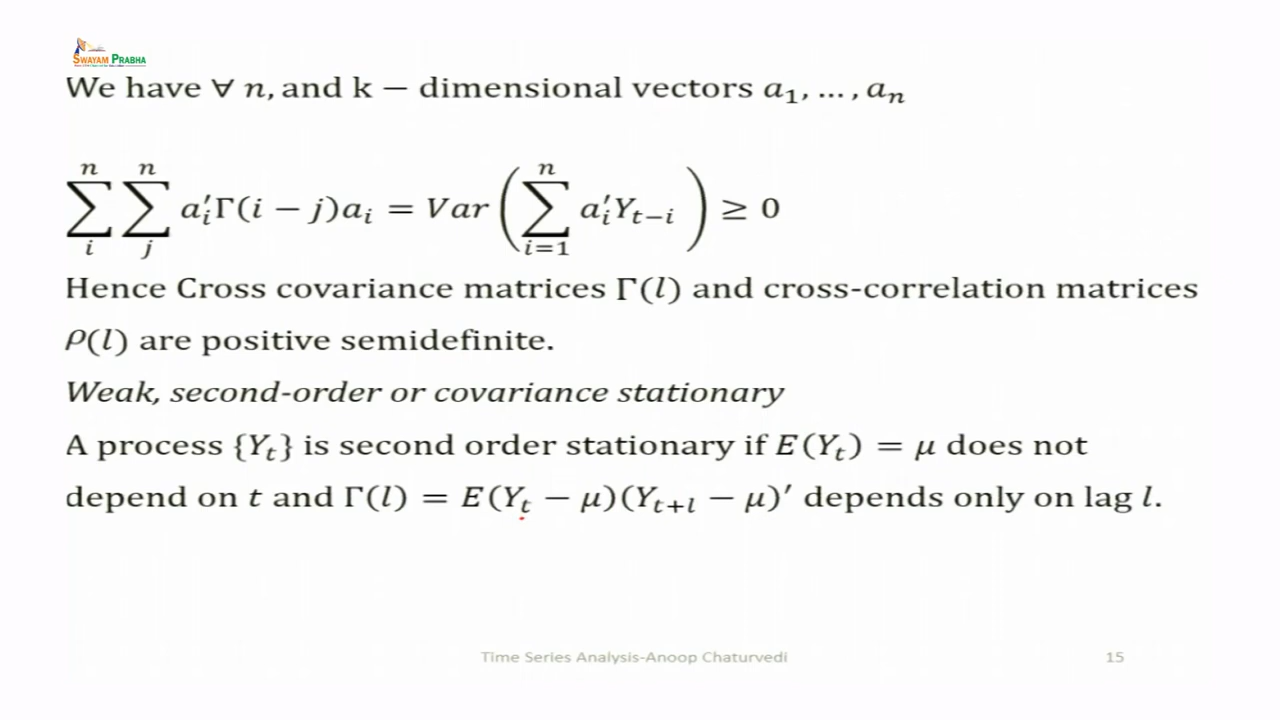 SWAYAM PRABHA
We have ∀ n, and k − dimensional vectors a₁, … , aₙ
∑ᵢⁿ ∑ⱼⁿ aᵢ′Γ(i − j)aᵢ = Var(∑ᵢ₌₁ⁿ aᵢ′Yₜ₋ᵢ) ≥ 0
Hence Cross covariance matrices Γ(l) and cross-correlation matrices
ρ(l) are positive semidefinite.
Weak, second-order or covariance stationary
A process {Yₜ} is second order stationary if E(Yₜ) = μ does not
depend on t and Γ(l) = E(Yₜ − μ)(Yₜ₊ₗ − μ)′ depends only on lag l.
Time Series Analysis-Anoop Chaturvedi 15